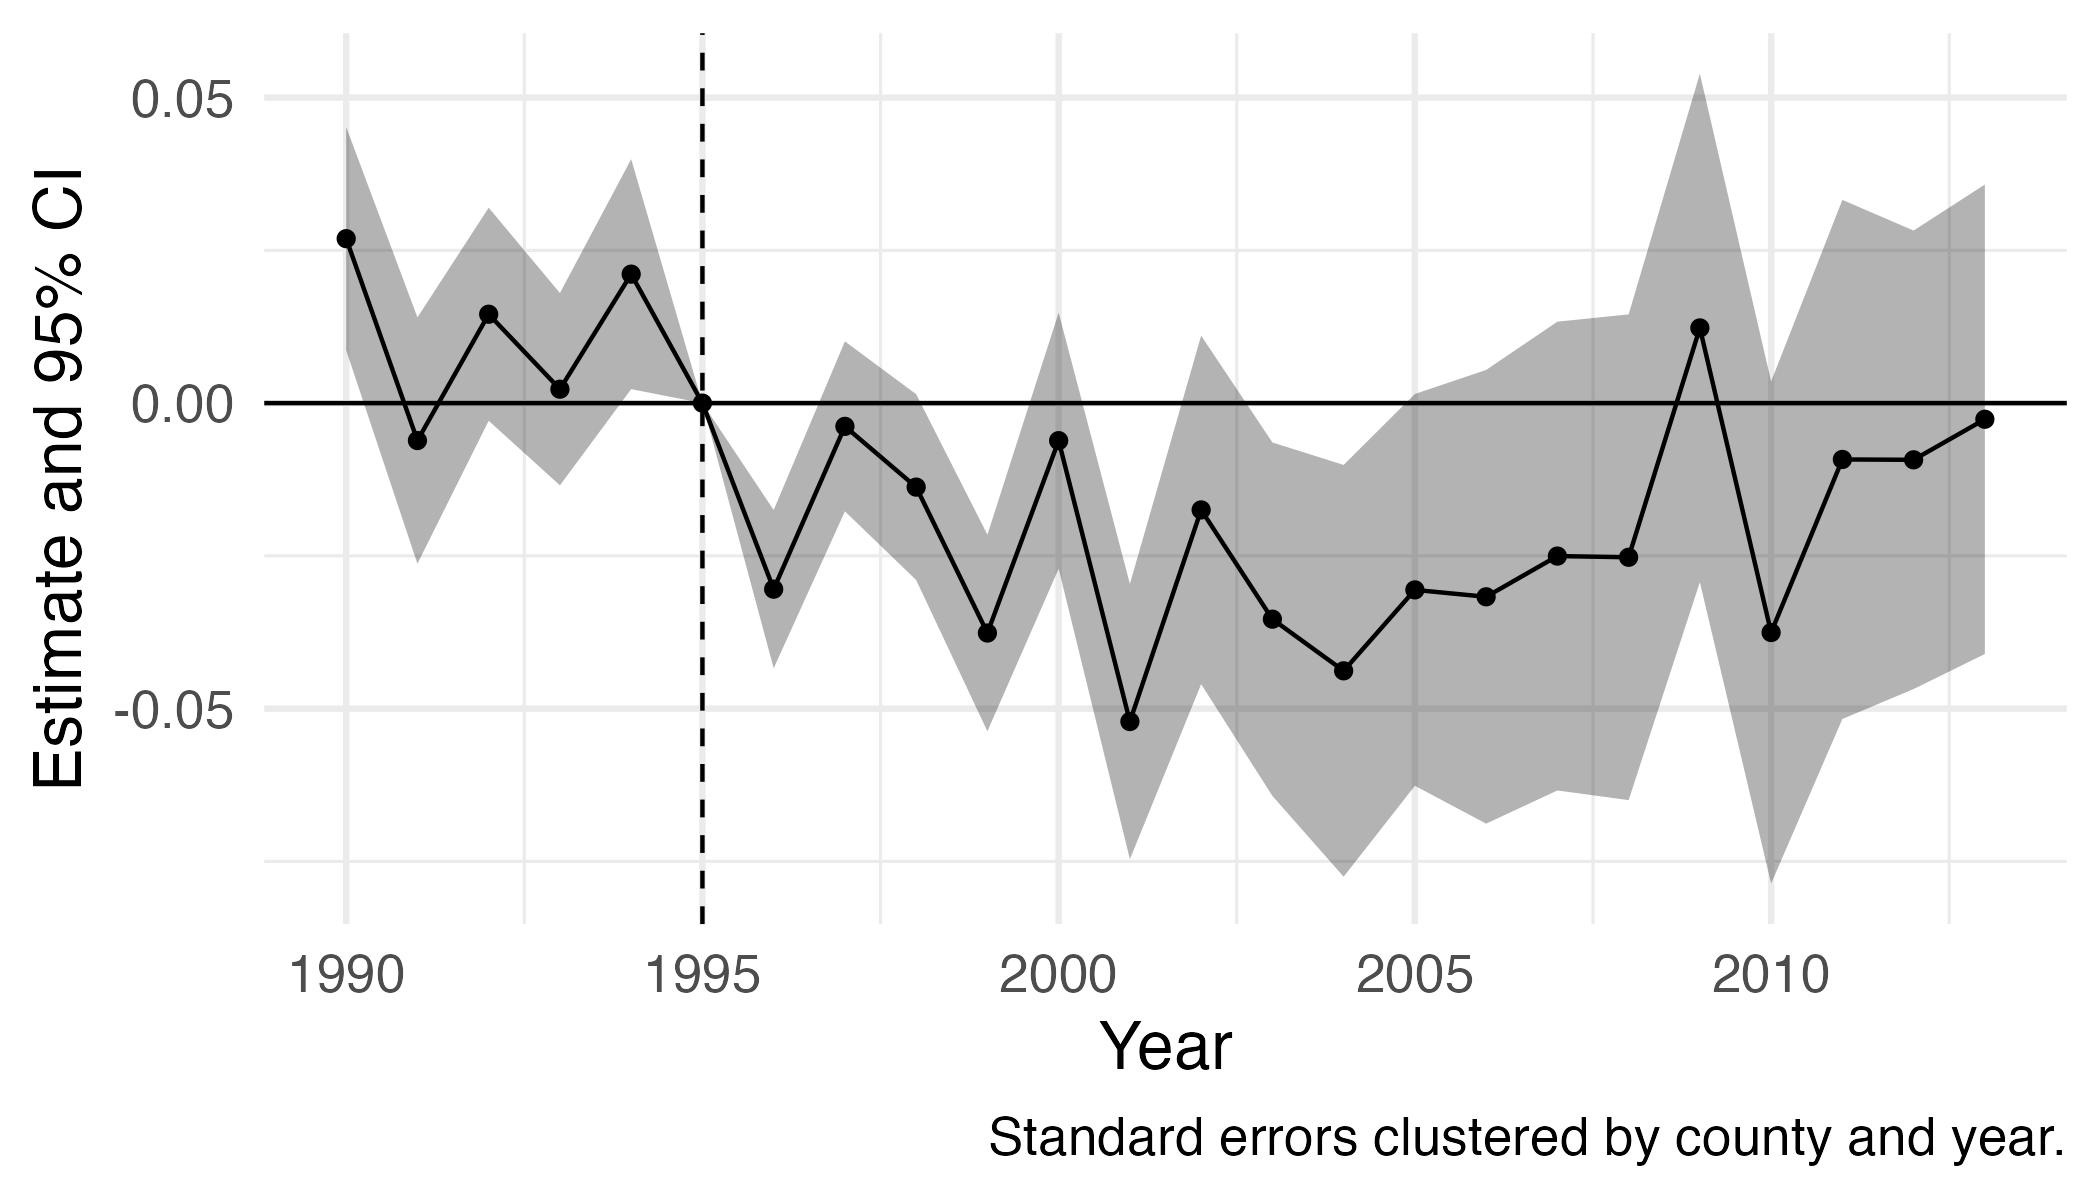 Estimate and 95% CI
0.05
0.00
-0.05
1990
1995
2000
2005
2010
Year
Standard errors clustered by county and year.